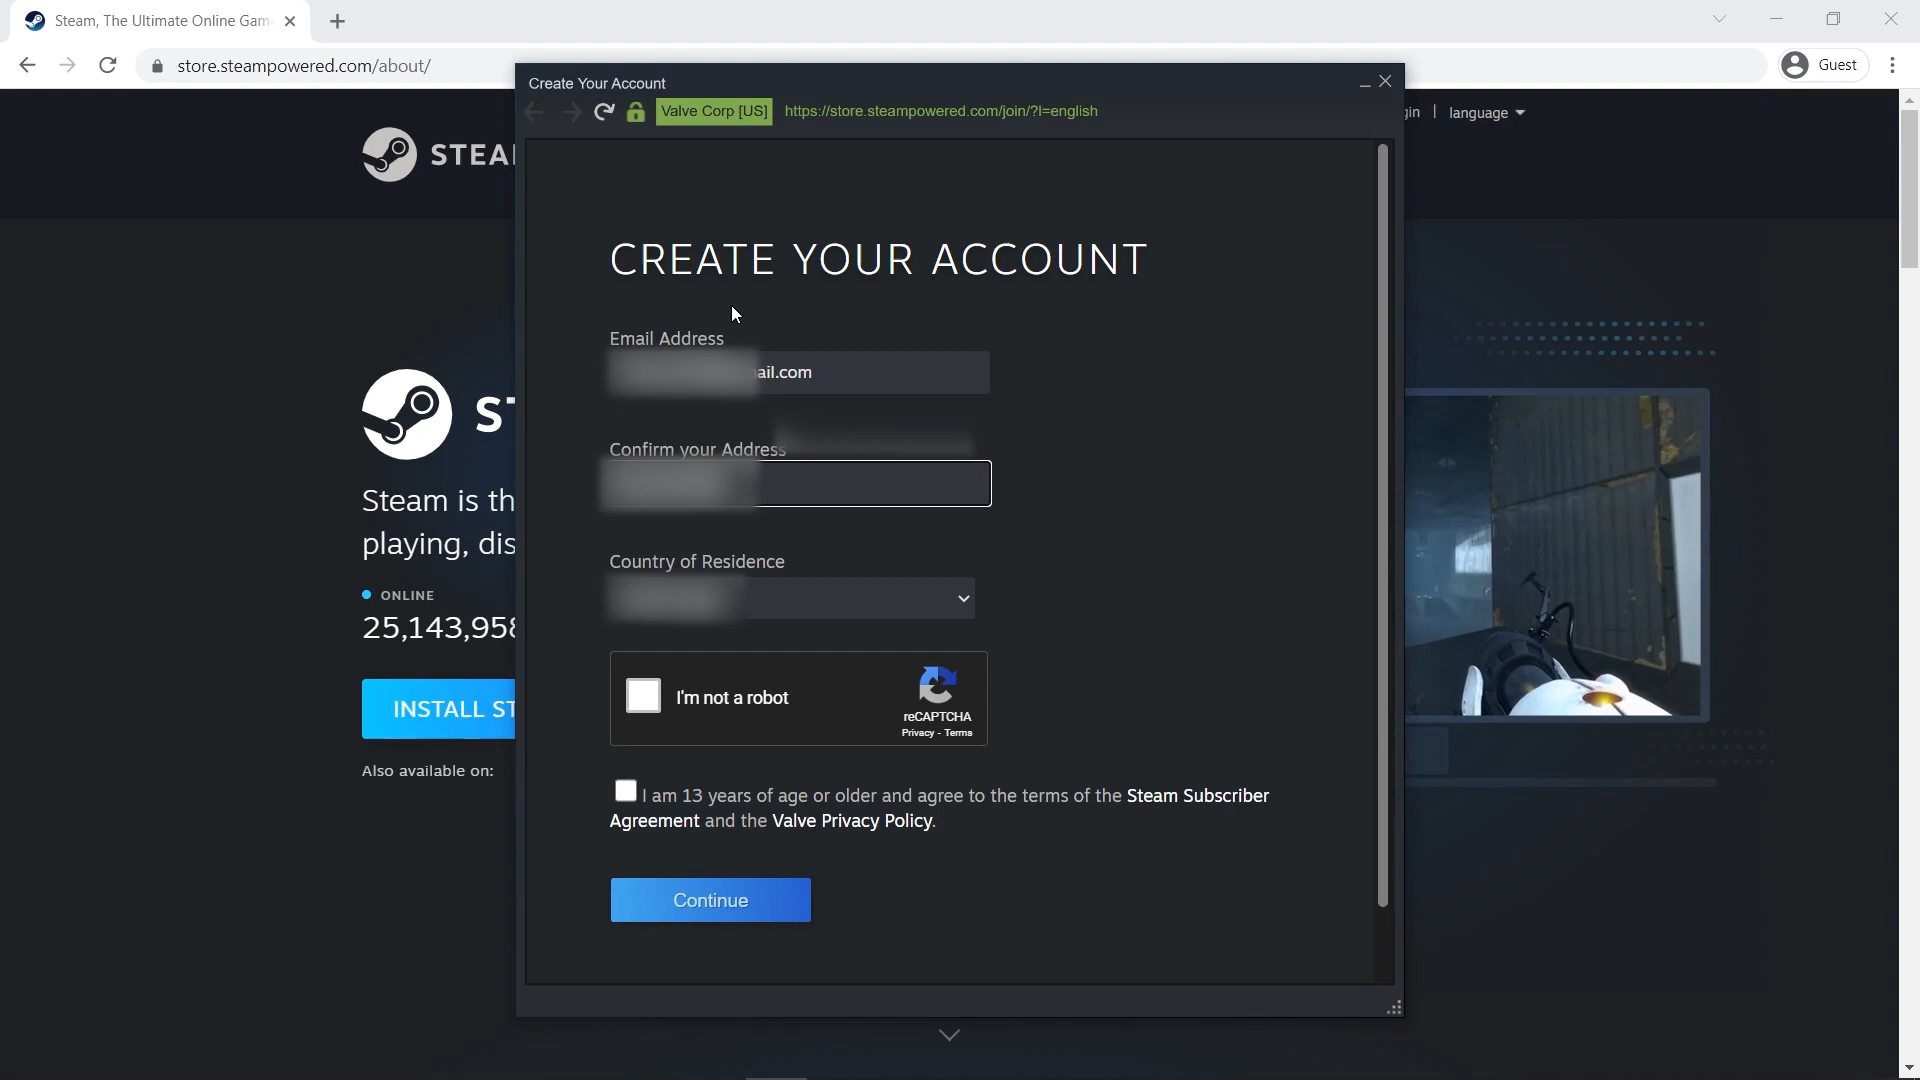 Steam, The Ultimate Online Gam
store.steampowered.com/about/
Guest
Create Your Account
Valve Corp [US] https://store.steampowered.com/join/?l=english
language
STEA
CREATE YOUR ACCOUNT
Email Address
ail.com
Confirm your Address
Country of Residence
I'm not a robot
reCAPTCHA
Privacy - Terms
I am 13 years of age or older and agree to the terms of the Steam Subscriber
Agreement and the Valve Privacy Policy.
Continue
ST
Steam is th
playing, dis
ONLINE
25,143,958
INSTALL ST
Also available on: